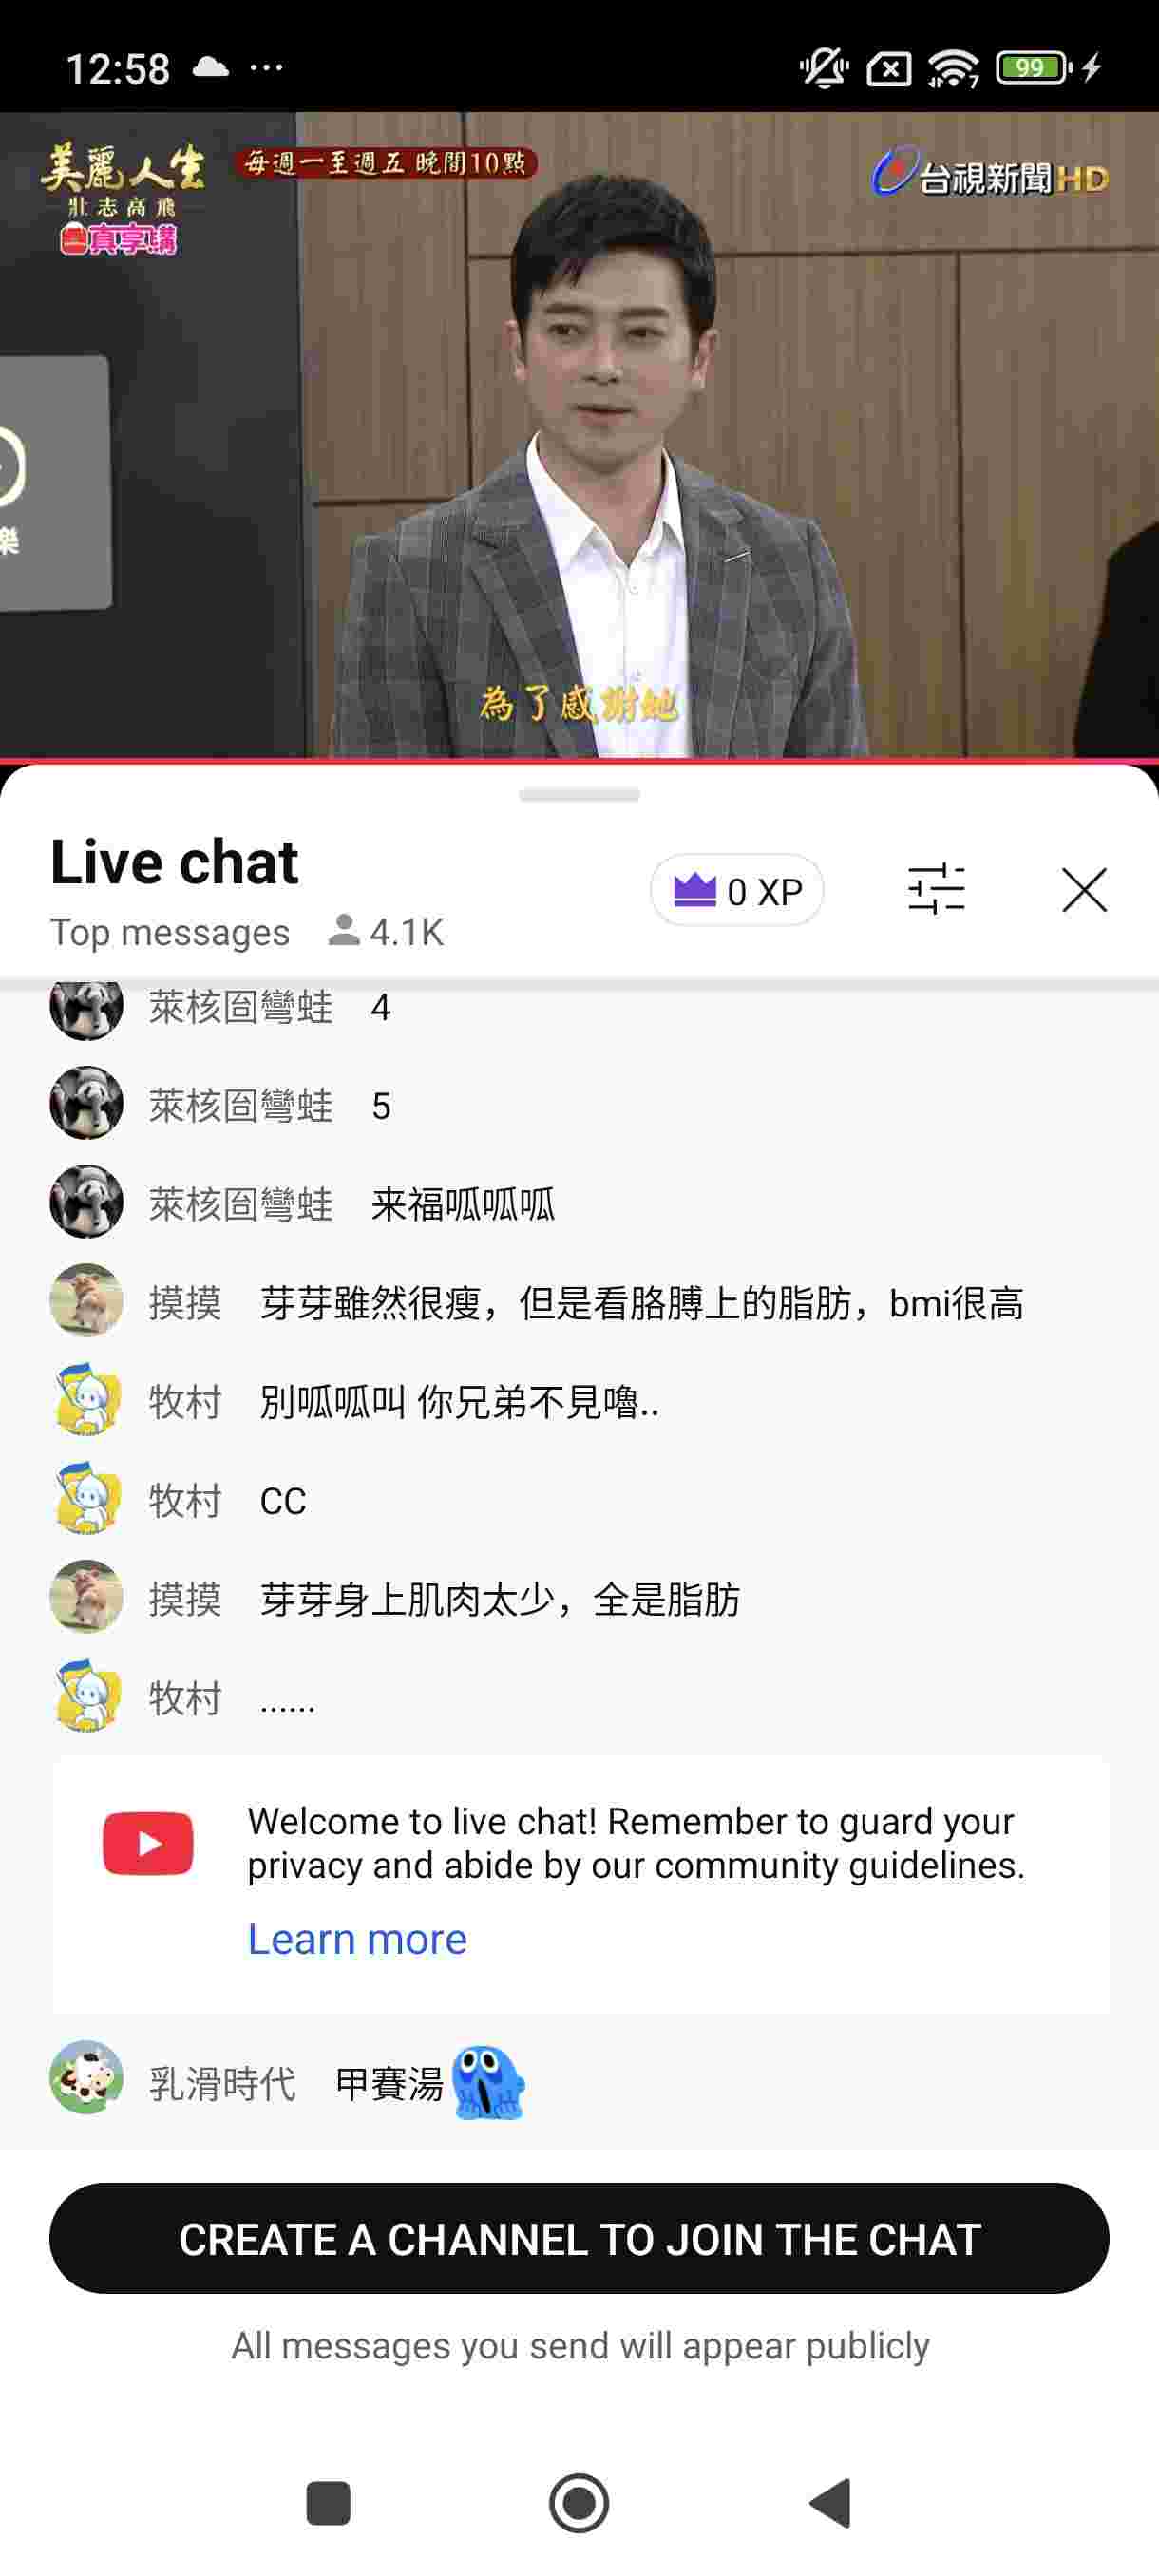 12:58
7
99
美麗人生
壯志高飛
真享購
每週一至週五 晚間10點
台視新聞HD
樂
為了感謝她
Live chat
Top messages 4.1K
0 XP
萊核囼彎蛙 4
萊核囼彎蛙 5
萊核囼彎蛙 来福呱呱呱
摸摸 芽芽雖然很瘦，但是看胳膊上的脂肪，bmi很高
牧村 別呱呱叫 你兄弟不見嚕..
牧村 CC
摸摸 芽芽身上肌肉太少，全是脂肪
牧村 ......
Welcome to live chat! Remember to guard your
privacy and abide by our community guidelines.
Learn more
乳滑時代 甲賽湯
CREATE A CHANNEL TO JOIN THE CHAT
All messages you send will appear publicly